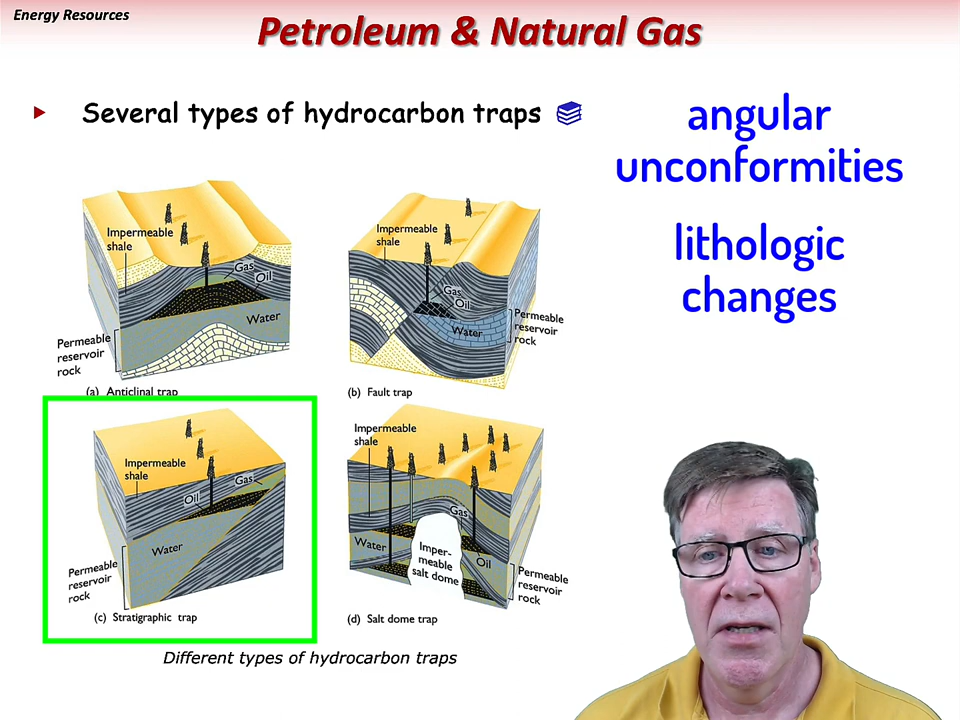 Energy Resources
Petroleum & Natural Gas
Several types of hydrocarbon traps
angular
unconformities
lithologic
changes
Impermeable
shale
Gas
Oil
Water
Permeable
reservoir
rock
(a) Anticlinal trap
Impermeable
shale
Gas
Oil
Water
Permeable
reservoir
rock
(b) Fault trap
Impermeable
shale
Gas
Oil
Water
Permeable
reservoir
rock
(c) Stratigraphic trap
Impermeable
shale
Gas
Water
Imper-
meable
salt dome
Oil
Permeable
reservoir
rock
(d) Salt dome trap
Different types of hydrocarbon traps